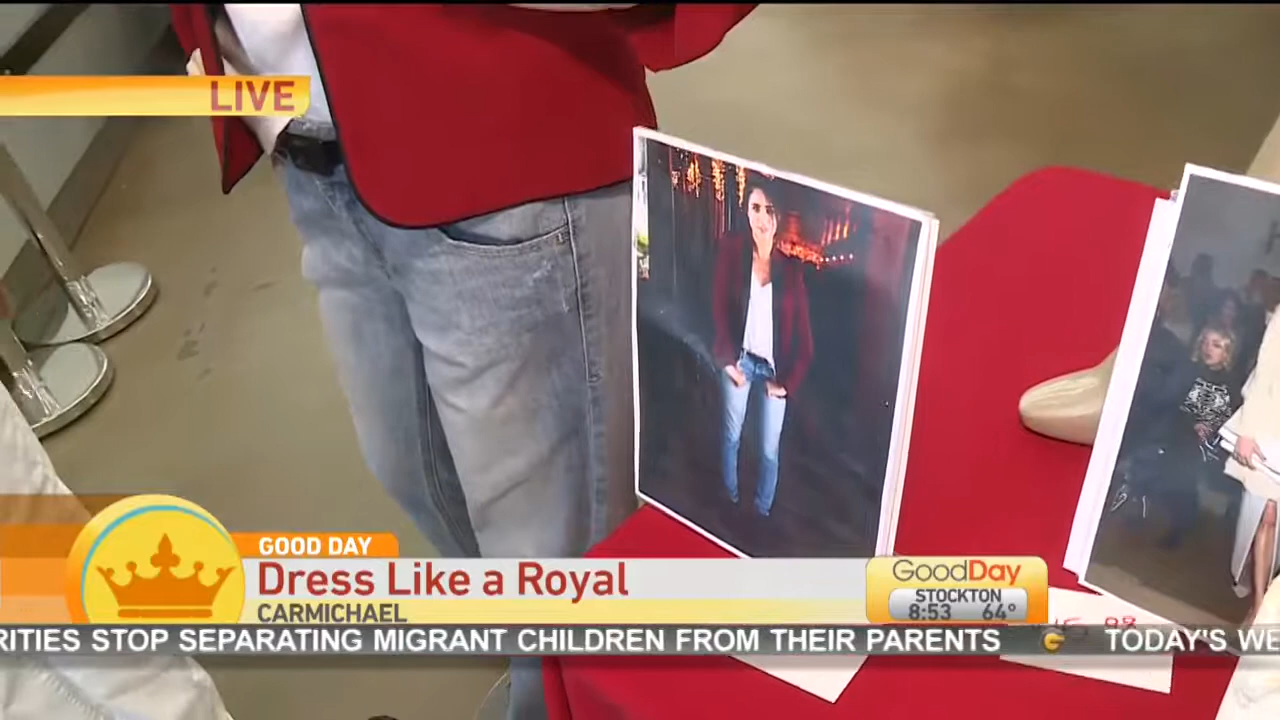 LIVE
GOOD DAY
Dress Like a Royal
CARMICHAEL
GoodDay
STOCKTON
8:53 64°
RITIES STOP SEPARATING MIGRANT CHILDREN FROM THEIR PARENTS
TODAY'S WE